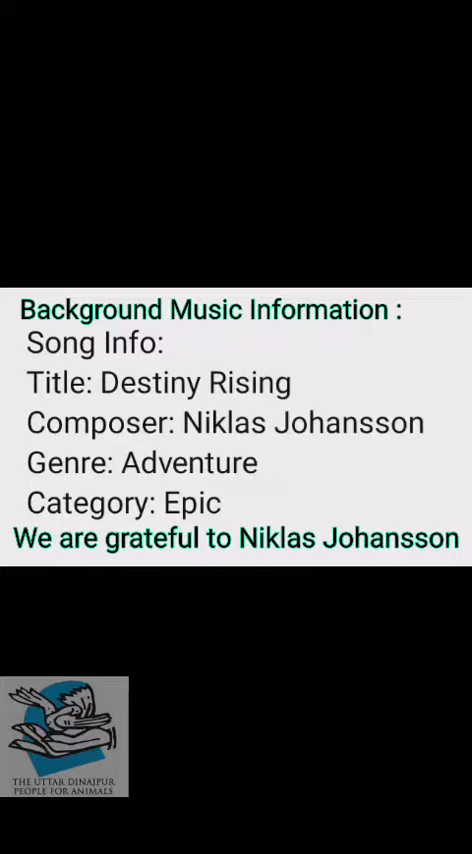 Background Music Information :
Song Info:
Title: Destiny Rising
Composer: Niklas Johansson
Genre: Adventure
Category: Epic
We are grateful to Niklas Johansson
THE UTTAR DINAJPUR
PEOPLE FOR ANIMALS